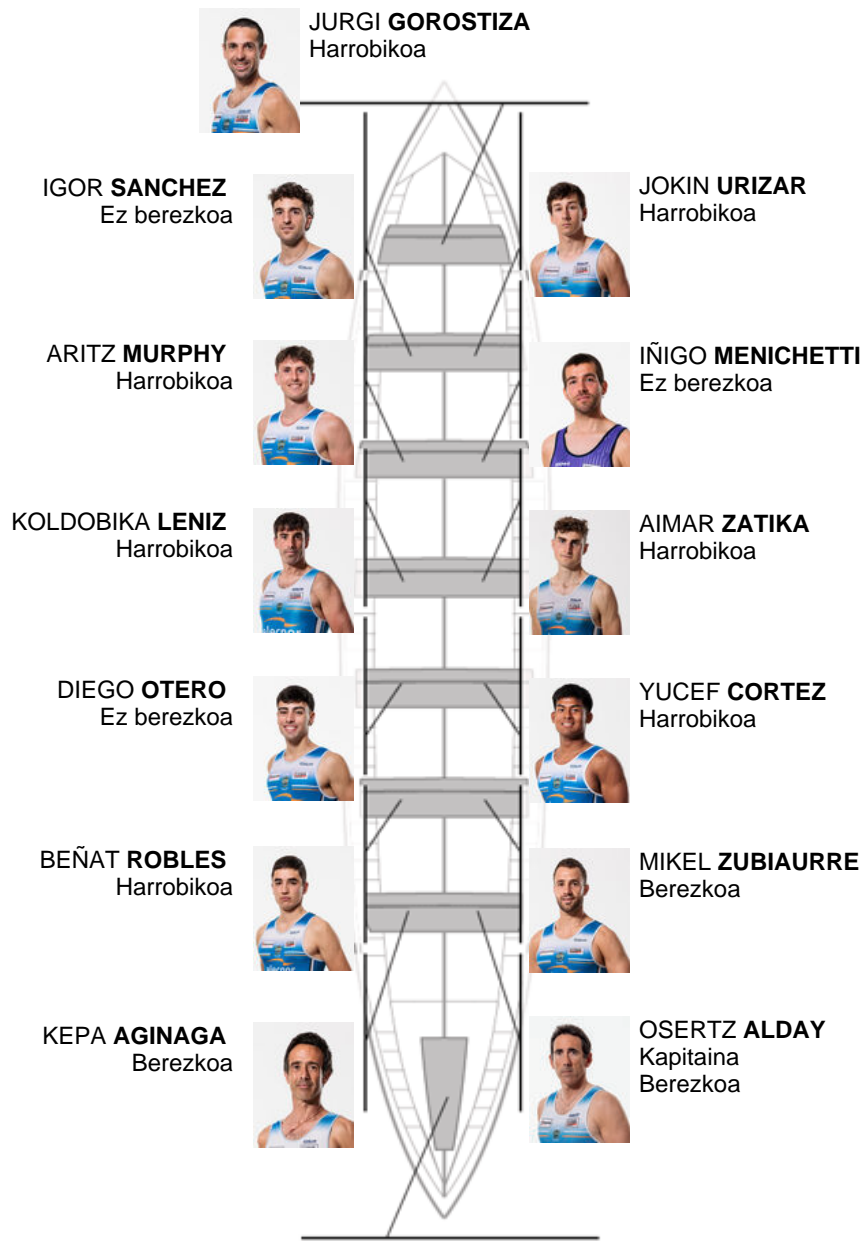 JURGI GOROSTIZA
Harrobikoa
IGOR SANCHEZ
Ez berezkoa
JOKIN URIZAR
Harrobikoa
ARITZ MURPHY
Harrobikoa
IÑIGO MENICHETTI
Ez berezkoa
KOLDOBIKA LENIZ
Harrobikoa
AIMAR ZATIKA
Harrobikoa
DIEGO OTERO
Ez berezkoa
YUCEF CORTEZ
Harrobikoa
BEÑAT ROBLES
Harrobikoa
MIKEL ZUBIAURRE
Berezkoa
KEPA AGINAGA
Berezkoa
OSERTZ ALDAY
Kapitaina
Berezkoa